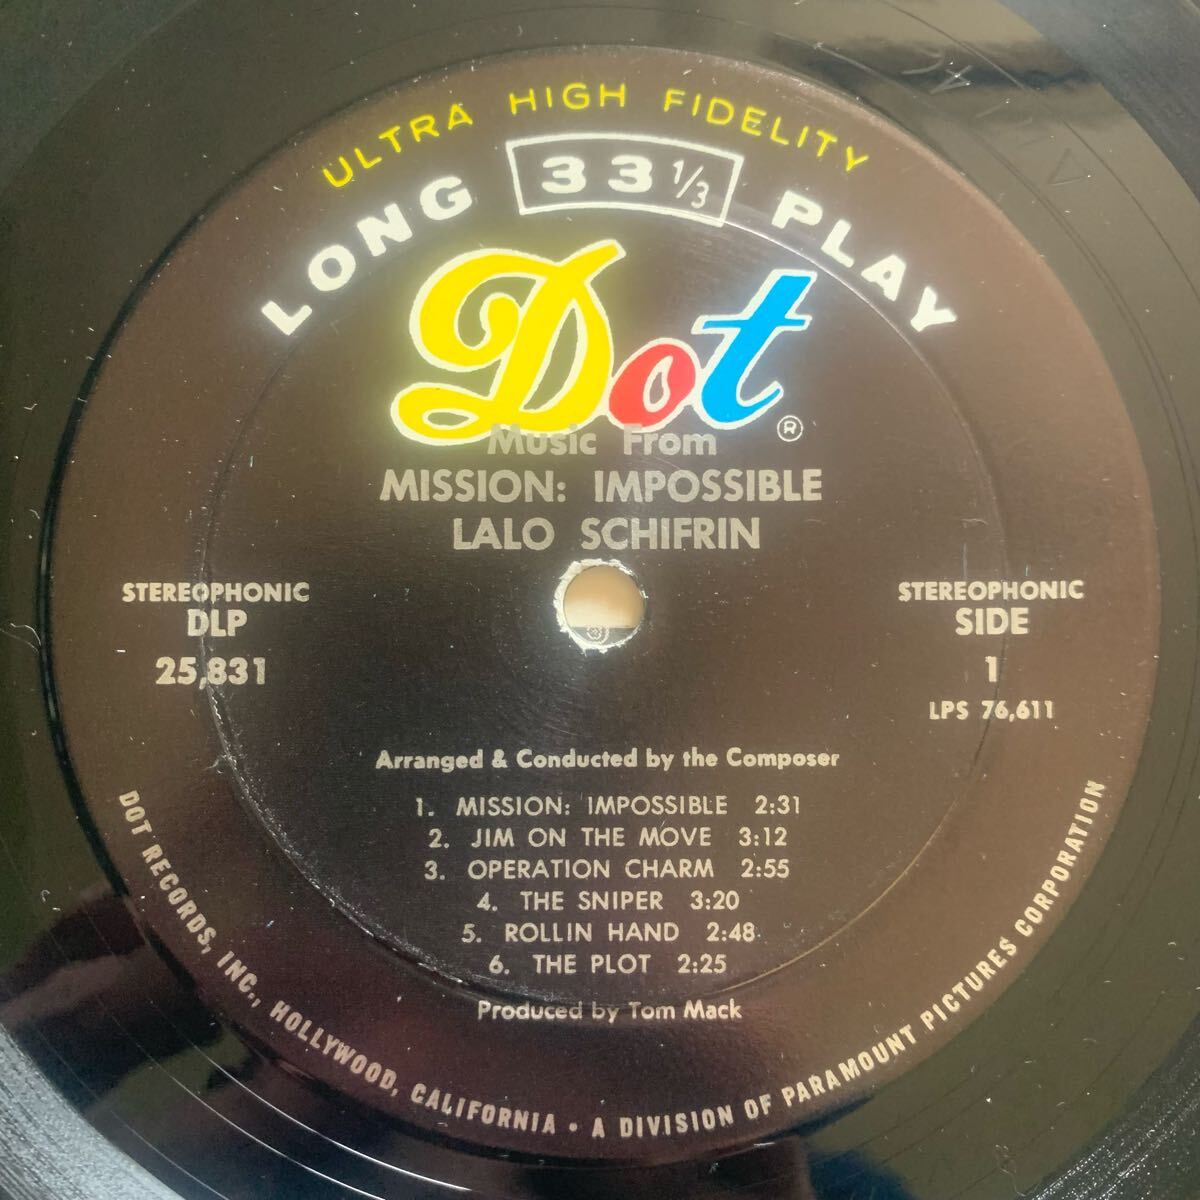 ULTRA HIGH FIDELITY
LONG 33 1/3 PLAY
Dot ®
Music From
MISSION: IMPOSSIBLE
LALO SCHIFRIN
STEREOPHONIC
DLP
25,831
STEREOPHONIC
SIDE
1
LPS 76,611
Arranged & Conducted by the Composer
1. MISSION: IMPOSSIBLE 2:31
2. JIM ON THE MOVE 3:12
3. OPERATION CHARM 2:55
4. THE SNIPER 3:20
5. ROLLIN HAND 2:48
6. THE PLOT 2:25
Produced by Tom Mack
DOT RECORDS, INC., HOLLYWOOD, CALIFORNIA • A DIVISION OF PARAMOUNT PICTURES CORPORATION